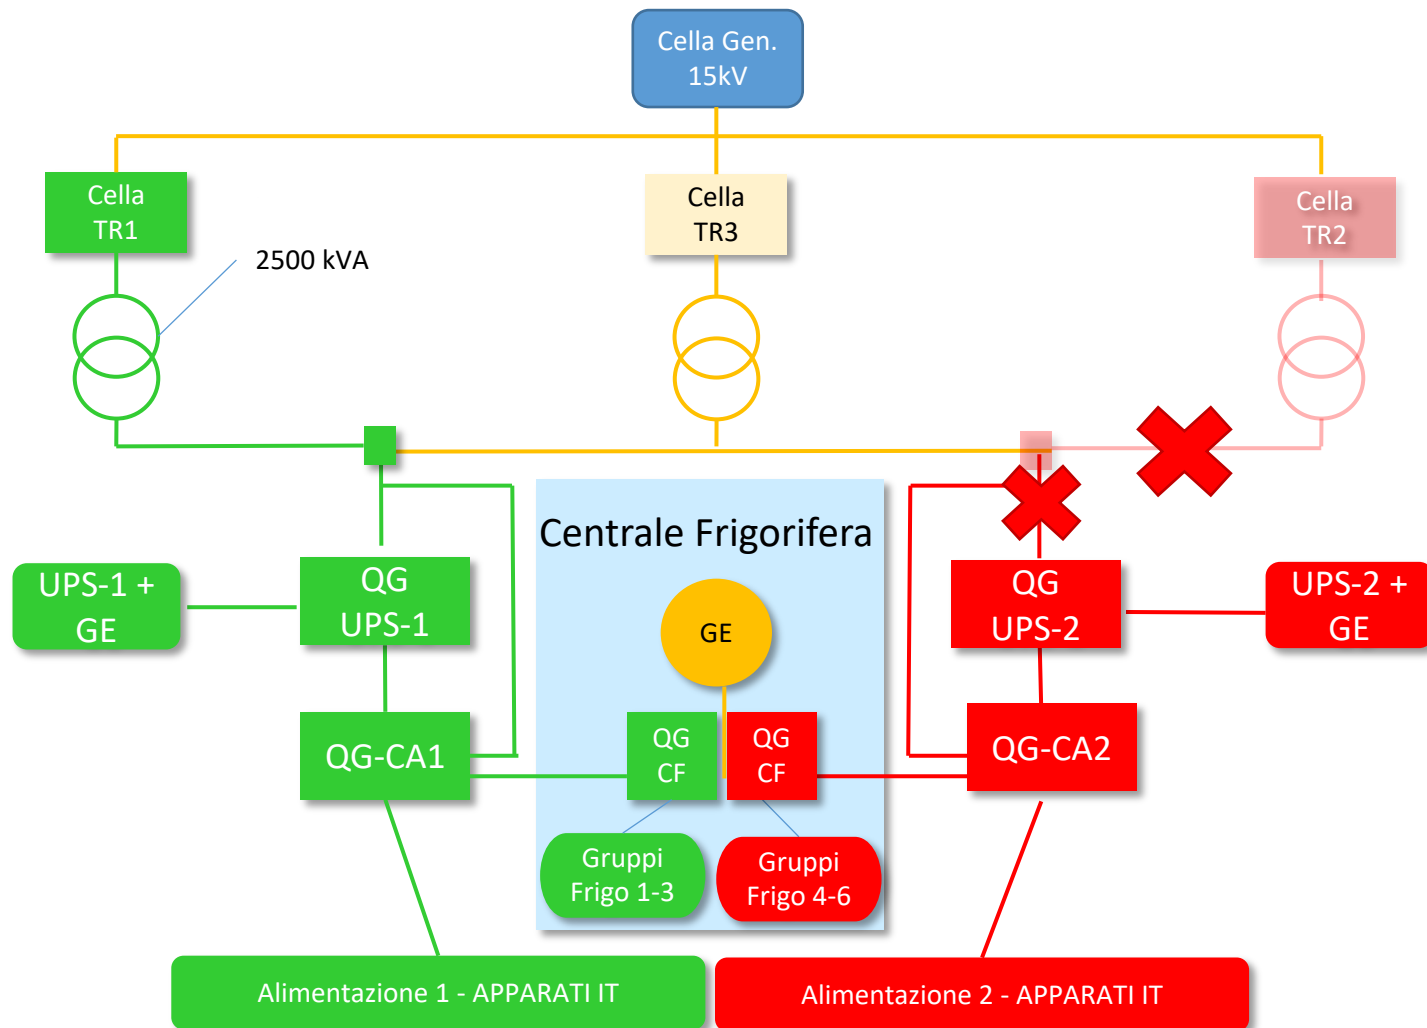 Cella Gen.
15kV
Cella
TR1
Cella
TR3
Cella
TR2
2500 kVA
Centrale Frigorifera
UPS-1 +
GE
QG
UPS-1
GE
QG
UPS-2
UPS-2 +
GE
QG-CA1
QG
CF
QG
CF
QG-CA2
Gruppi
Frigo 1-3
Gruppi
Frigo 4-6
Alimentazione 1 - APPARATI IT
Alimentazione 2 - APPARATI IT